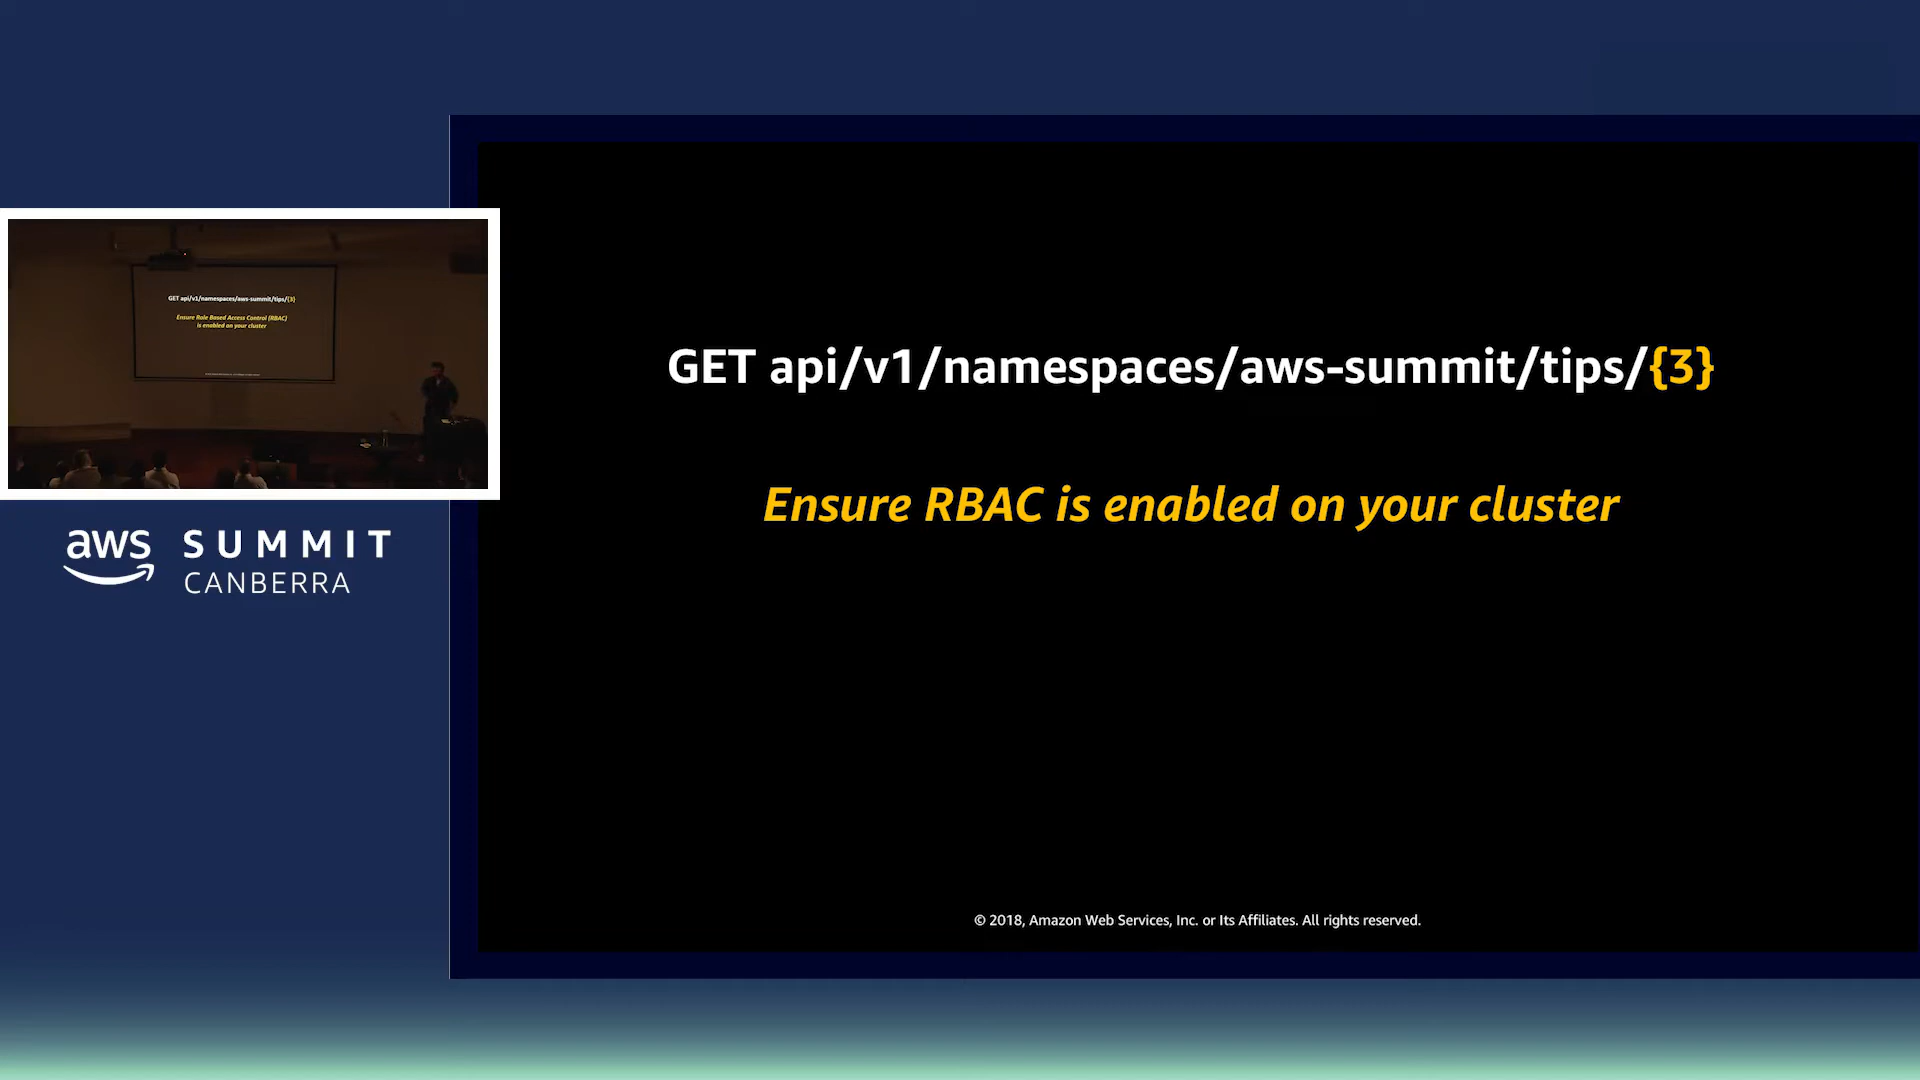 GET api/v1/namespaces/aws-summit/tips/{3}
Ensure Role Based Access Control (RBAC)
is enabled on your cluster
aws SUMMIT
CANBERRA
GET api/v1/namespaces/aws-summit/tips/{3}
Ensure RBAC is enabled on your cluster
© 2018, Amazon Web Services, Inc. or Its Affiliates. All rights reserved.